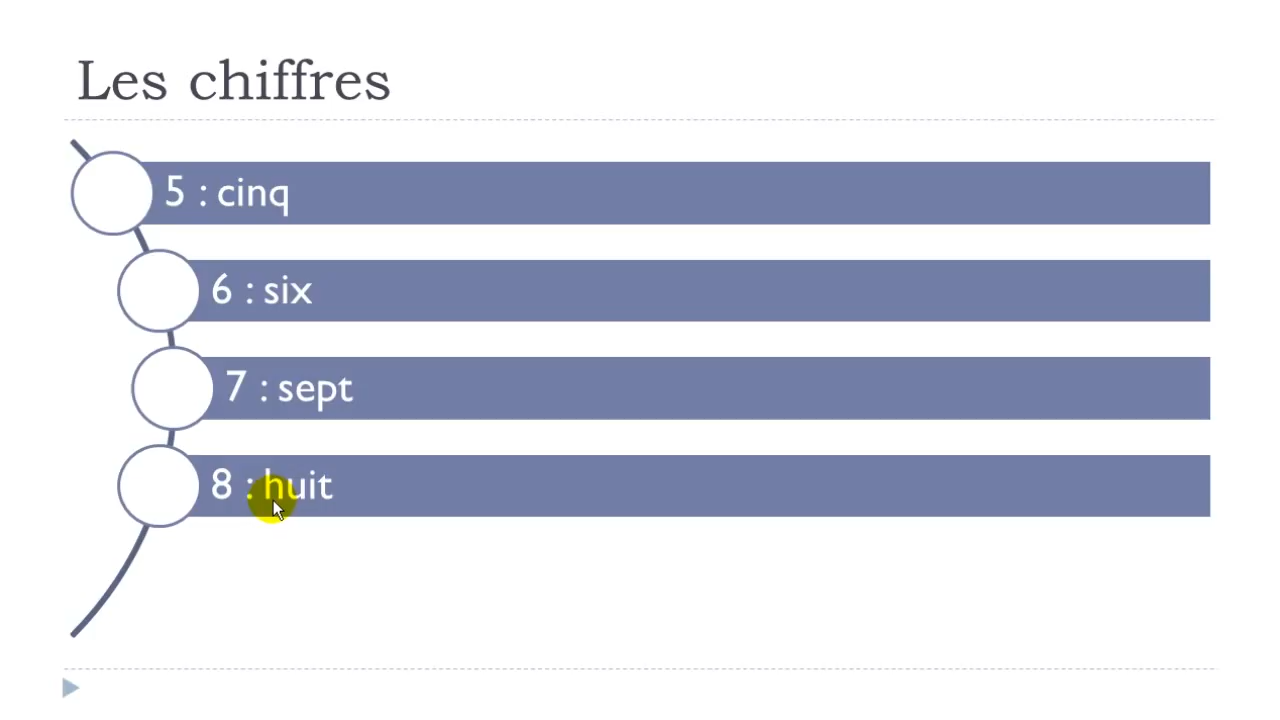 Les chiffres
5 : cinq
6 : six
7 : sept
8 : huit